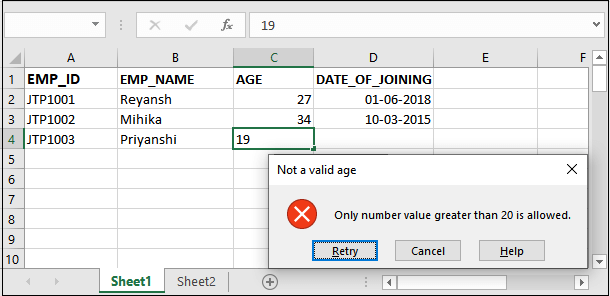 fx 19
A B C D E F
1 EMP_ID EMP_NAME AGE DATE_OF_JOINING
2 JTP1001 Reyansh 27 01-06-2018
3 JTP1002 Mihika 34 10-03-2015
4 JTP1003 Priyanshi 19
5
Not a valid age
6
7
Only number value greater than 20 is allowed.
8
9
Retry Cancel Help
10
Sheet1 Sheet2